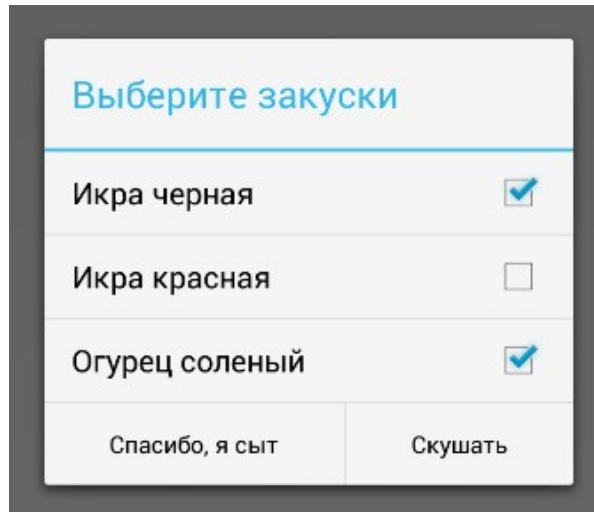 Выберите закуски
Икра черная
Икра красная
Огурец соленый
Спасибо, я сыт
Скушать